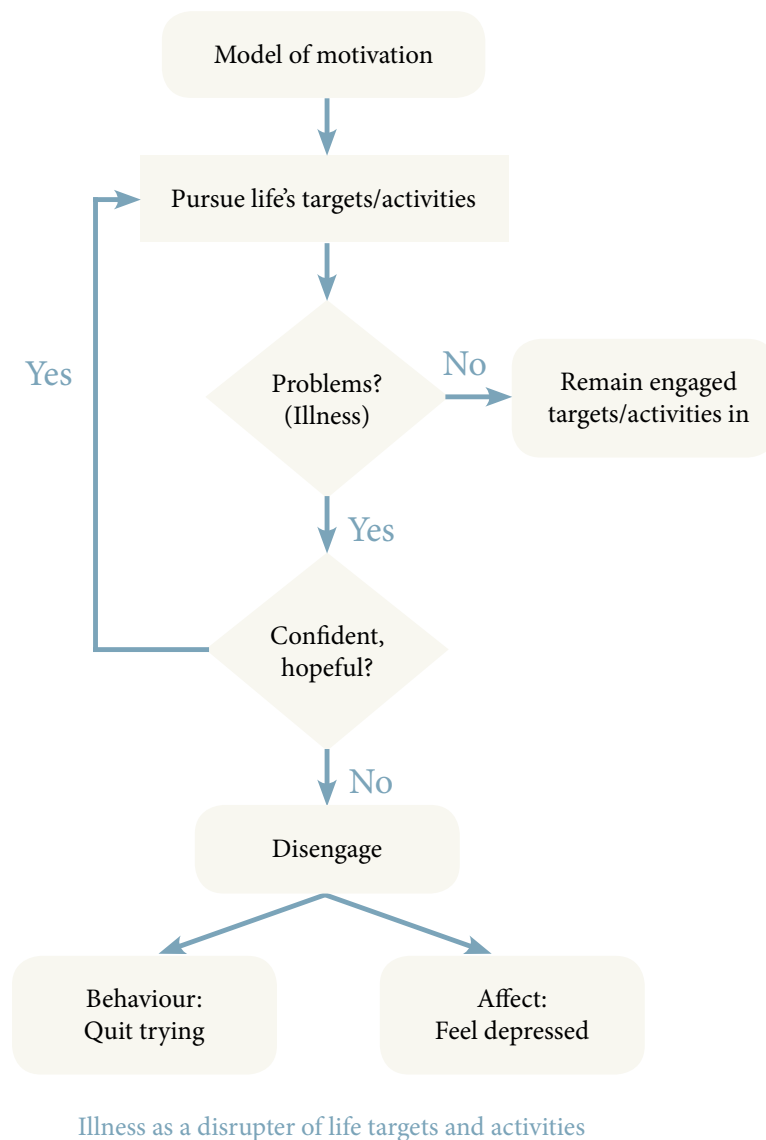 Model of motivation
Pursue life's targets/activities
Yes
Problems?
(Illness)
No
Remain engaged
targets/activities in
Yes
Confident,
hopeful?
No
Disengage
Behaviour:
Quit trying
Affect:
Feel depressed
Illness as a disrupter of life targets and activities